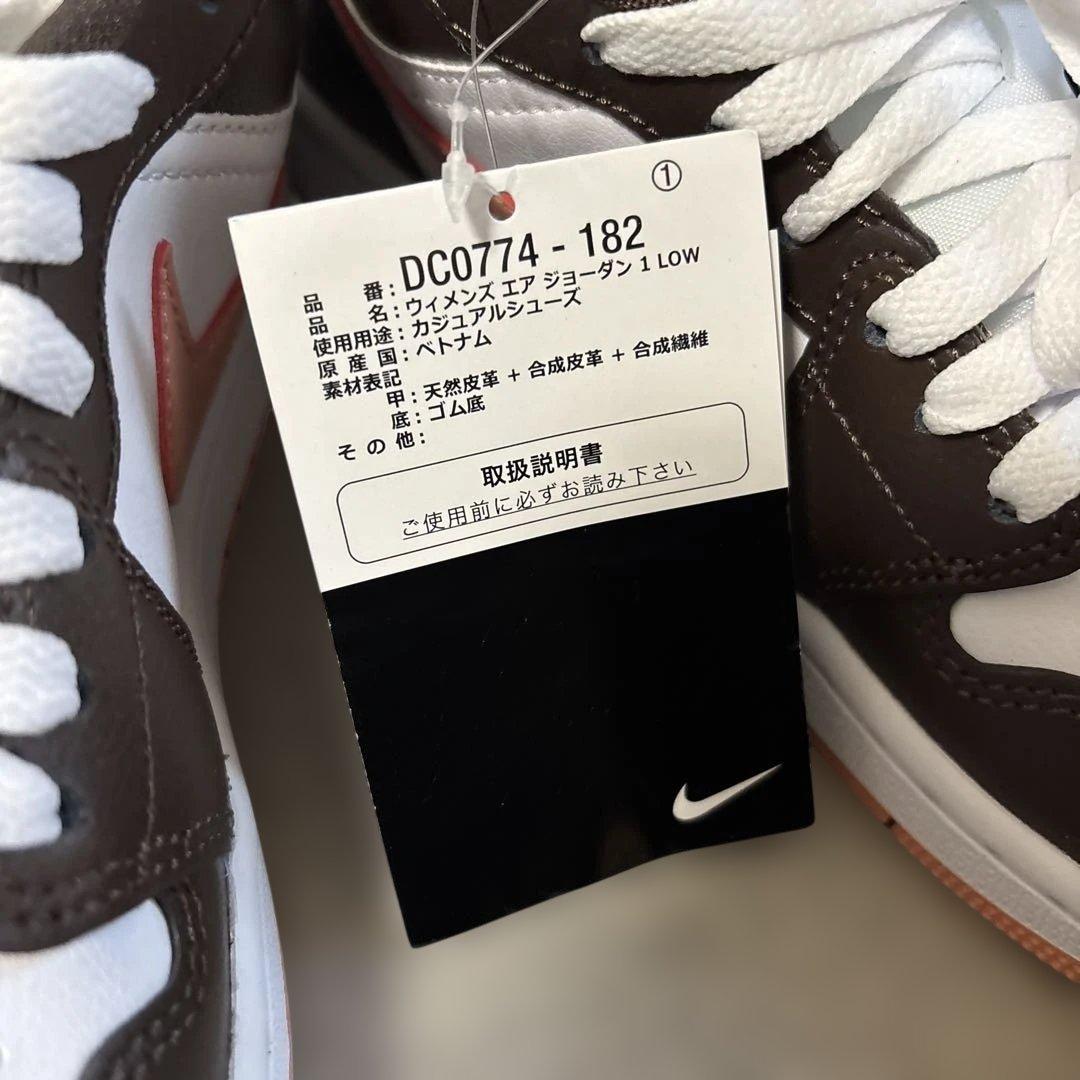 ①
品番：DC0774 - 182
品名：ウィメンズ エア ジョーダン 1 LOW
使用用途：カジュアルシューズ
原産国：ベトナム
素材表記
甲：天然皮革 + 合成皮革 + 合成繊維
底：ゴム底
その他：
取扱説明書
ご使用前に必ずお読み下さい